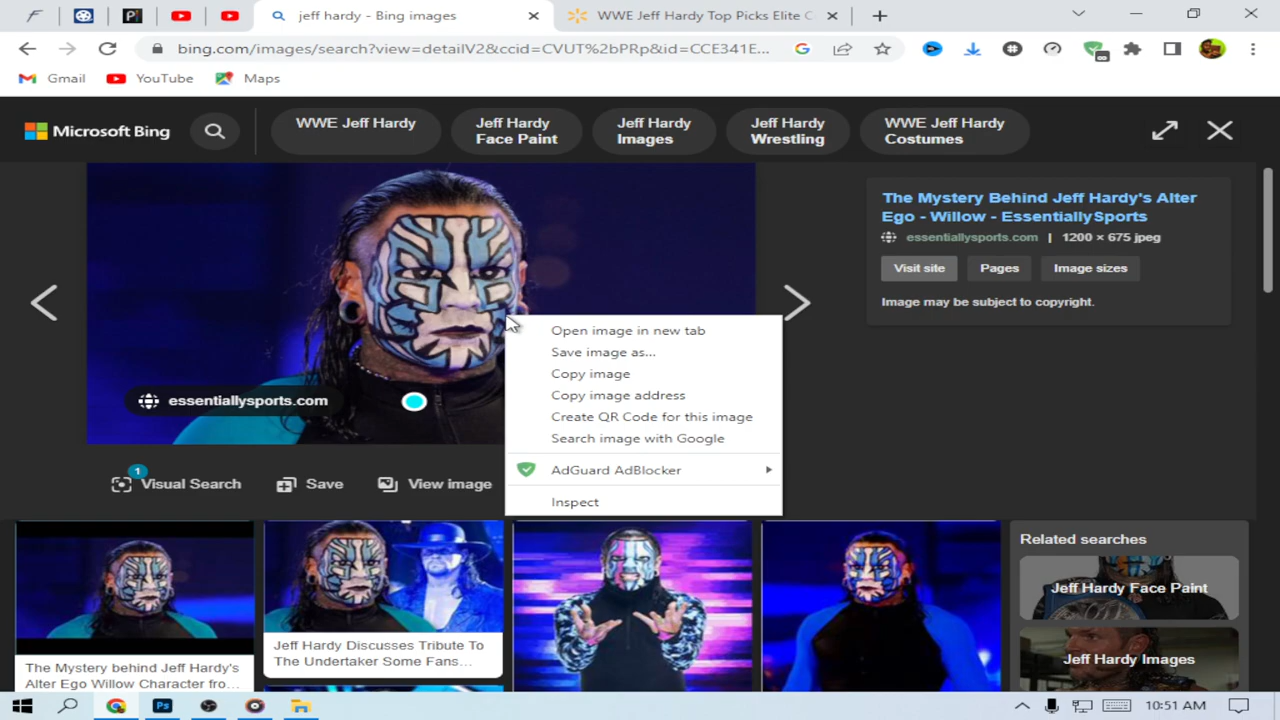 jeff hardy - Bing images
WWE Jeff Hardy Top Picks Elite C
bing.com/images/search?view=detailV2&ccid=CVUT%2bPRp&id=CCE341E...
Gmail
YouTube
Maps
Microsoft Bing
WWE Jeff Hardy
Jeff Hardy
Face Paint
Jeff Hardy
Images
Jeff Hardy
Wrestling
WWE Jeff Hardy
Costumes
The Mystery Behind Jeff Hardy's Alter
Ego - Willow - EssentiallySports
essentiallysports.com | 1200 × 675 jpeg
Visit site
Pages
Image sizes
Image may be subject to copyright.
essentiallysports.com
Open image in new tab
Save image as...
Copy image
Copy image address
Create QR Code for this image
Search image with Google
AdGuard AdBlocker
Inspect
1
Visual Search
Save
View image
The Mystery behind Jeff Hardy's
Alter Ego Willow Character fro...
Jeff Hardy Discusses Tribute To
The Undertaker Some Fans...
Related searches
Jeff Hardy Face Paint
Jeff Hardy Images
10:51 AM